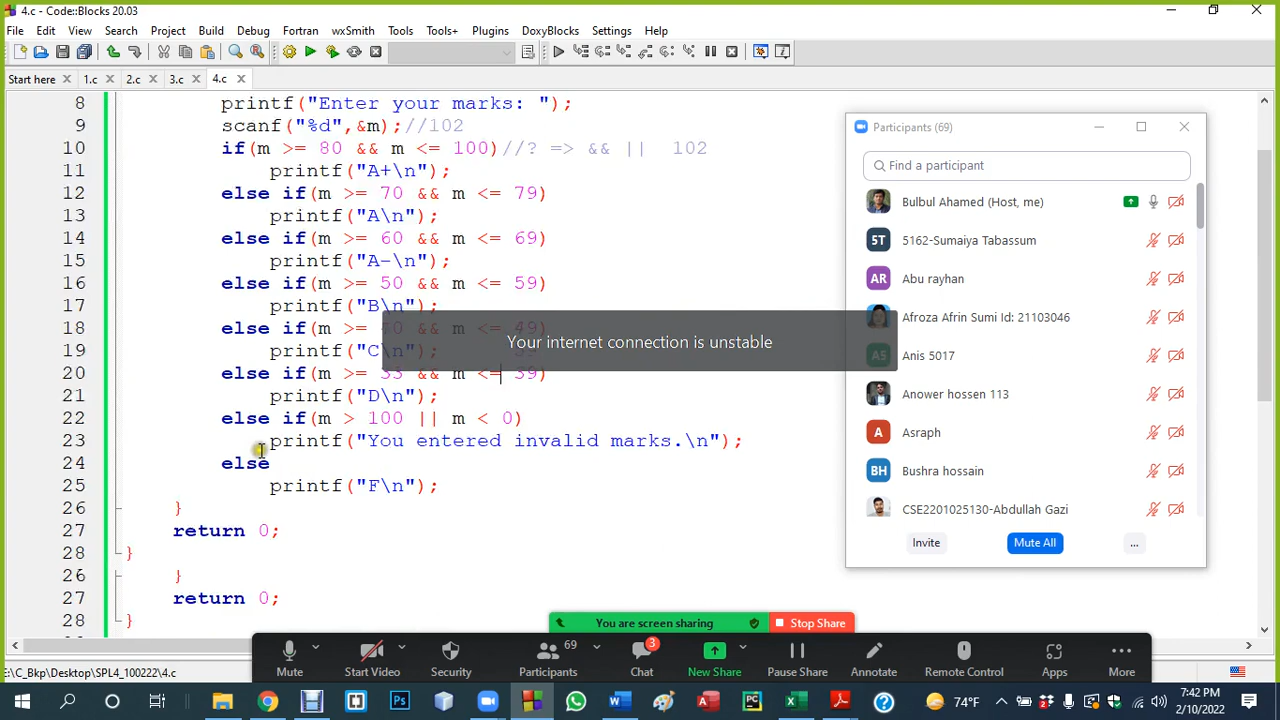 4.c - Code::Blocks 20.03
File Edit View Search Project Build Debug Fortran wxSmith Tools Tools+ Plugins DoxyBlocks Settings Help
Start here 1.c 2.c 3.c 4.c
8 printf("Enter your marks: ");
9 scanf("%d",&m);//102
10 if(m >= 80 && m <= 100)//? => && || 102
11 printf("A+\n");
12 else if(m >= 70 && m <= 79)
13 printf("A\n");
14 else if(m >= 60 && m <= 69)
15 printf("A-\n");
16 else if(m >= 50 && m <= 59)
17 printf("B\n");
18 else if(m >= 40 && m <= 49)
19 printf("C\n");
20 else if(m >= 33 && m <= 39)
21 printf("D\n");
22 else if(m > 100 || m < 0)
23 printf("You entered invalid marks.\n");
24 else
25 printf("F\n");
26 }
27 return 0;
28 }
26 }
27 return 0;
28 }
Your internet connection is unstable
Participants (69)
Find a participant
Bulbul Ahamed (Host, me)
5T 5162-Sumaiya Tabassum
AR Abu rayhan
Afroza Afrin Sumi Id: 21103046
A5 Anis 5017
Anower hossen 113
A Asraph
BH Bushra hossain
CSE2201025130-Abdullah Gazi
Invite Mute All ...
You are screen sharing Stop Share
69 3
Mute Start Video Security Participants Chat New Share Pause Share Annotate Remote Control Apps More
:\C_Bkp\Desktop\SPL4_100222\4.c
74°F
7:42 PM
2/10/2022